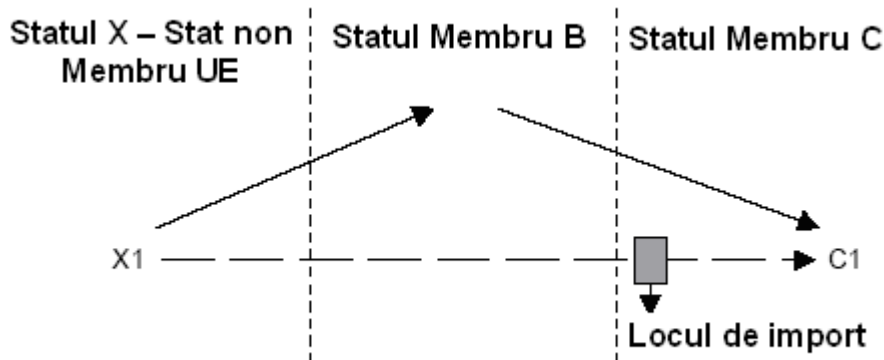 Statul X – Stat non
Membru UE
Statul Membru B
Statul Membru C
X1
C1
Locul de import